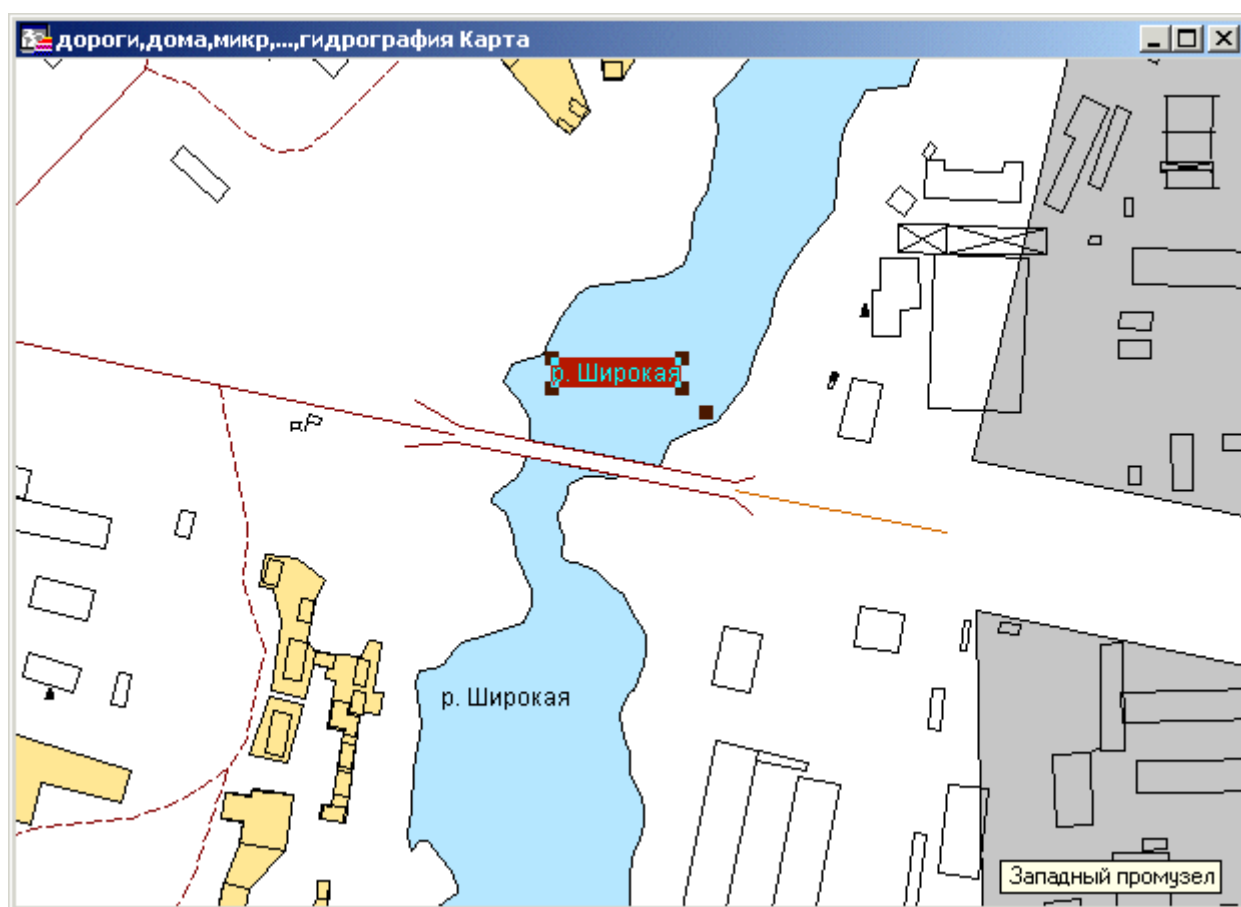 дороги,дома,микр,...,гидрография Карта
р. Широкая
р. Широкая
Западный промузел